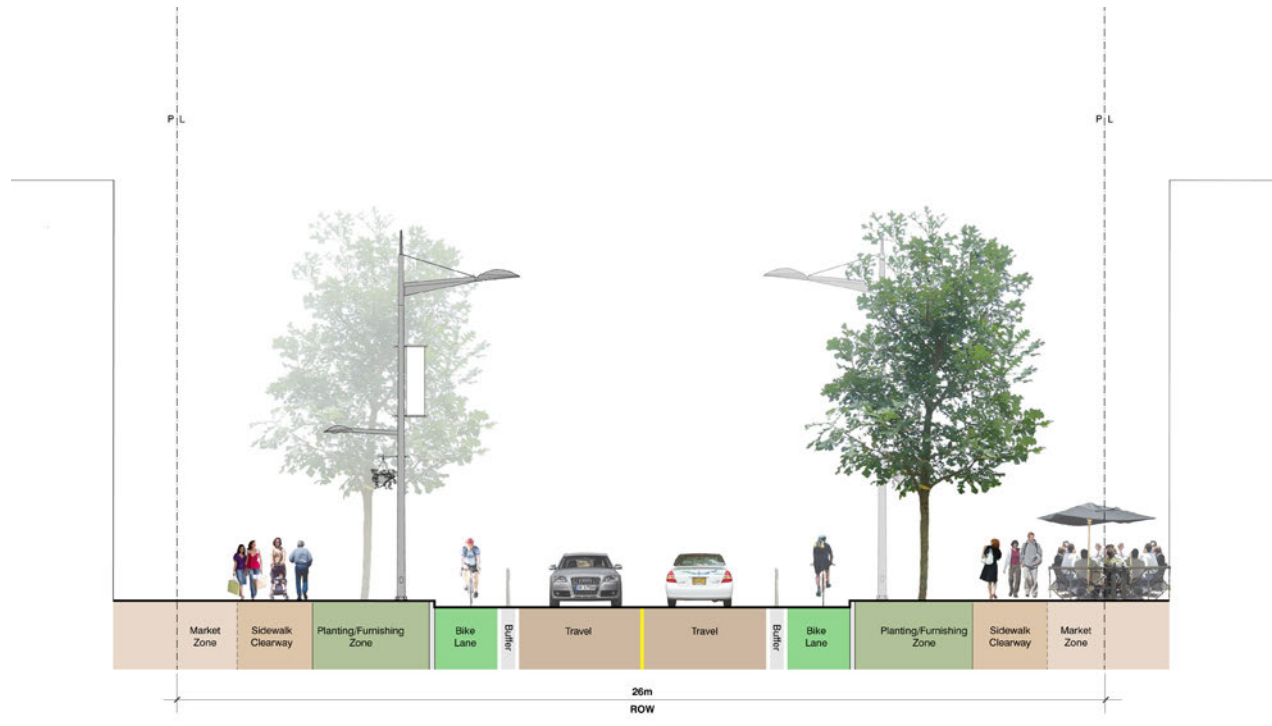 P L
P L
Market
Zone
Sidewalk
Clearway
Planting/Furnishing
Zone
Bike
Lane
Buffer
Travel
Travel
Buffer
Bike
Lane
Planting/Furnishing
Zone
Sidewalk
Clearway
Market
Zone
26m
ROW